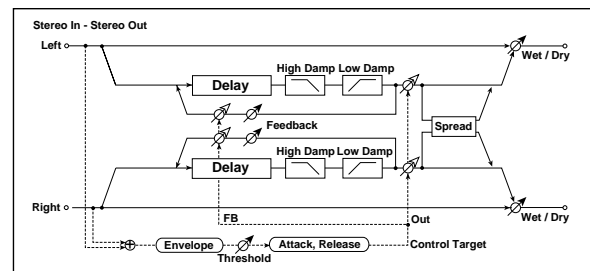 Stereo In - Stereo Out
Left
Wet / Dry
High Damp Low Damp
Delay
Feedback
Spread
High Damp Low Damp
Delay
Right
Wet / Dry
FB
Out
Envelope
Threshold
Attack, Release
Control Target